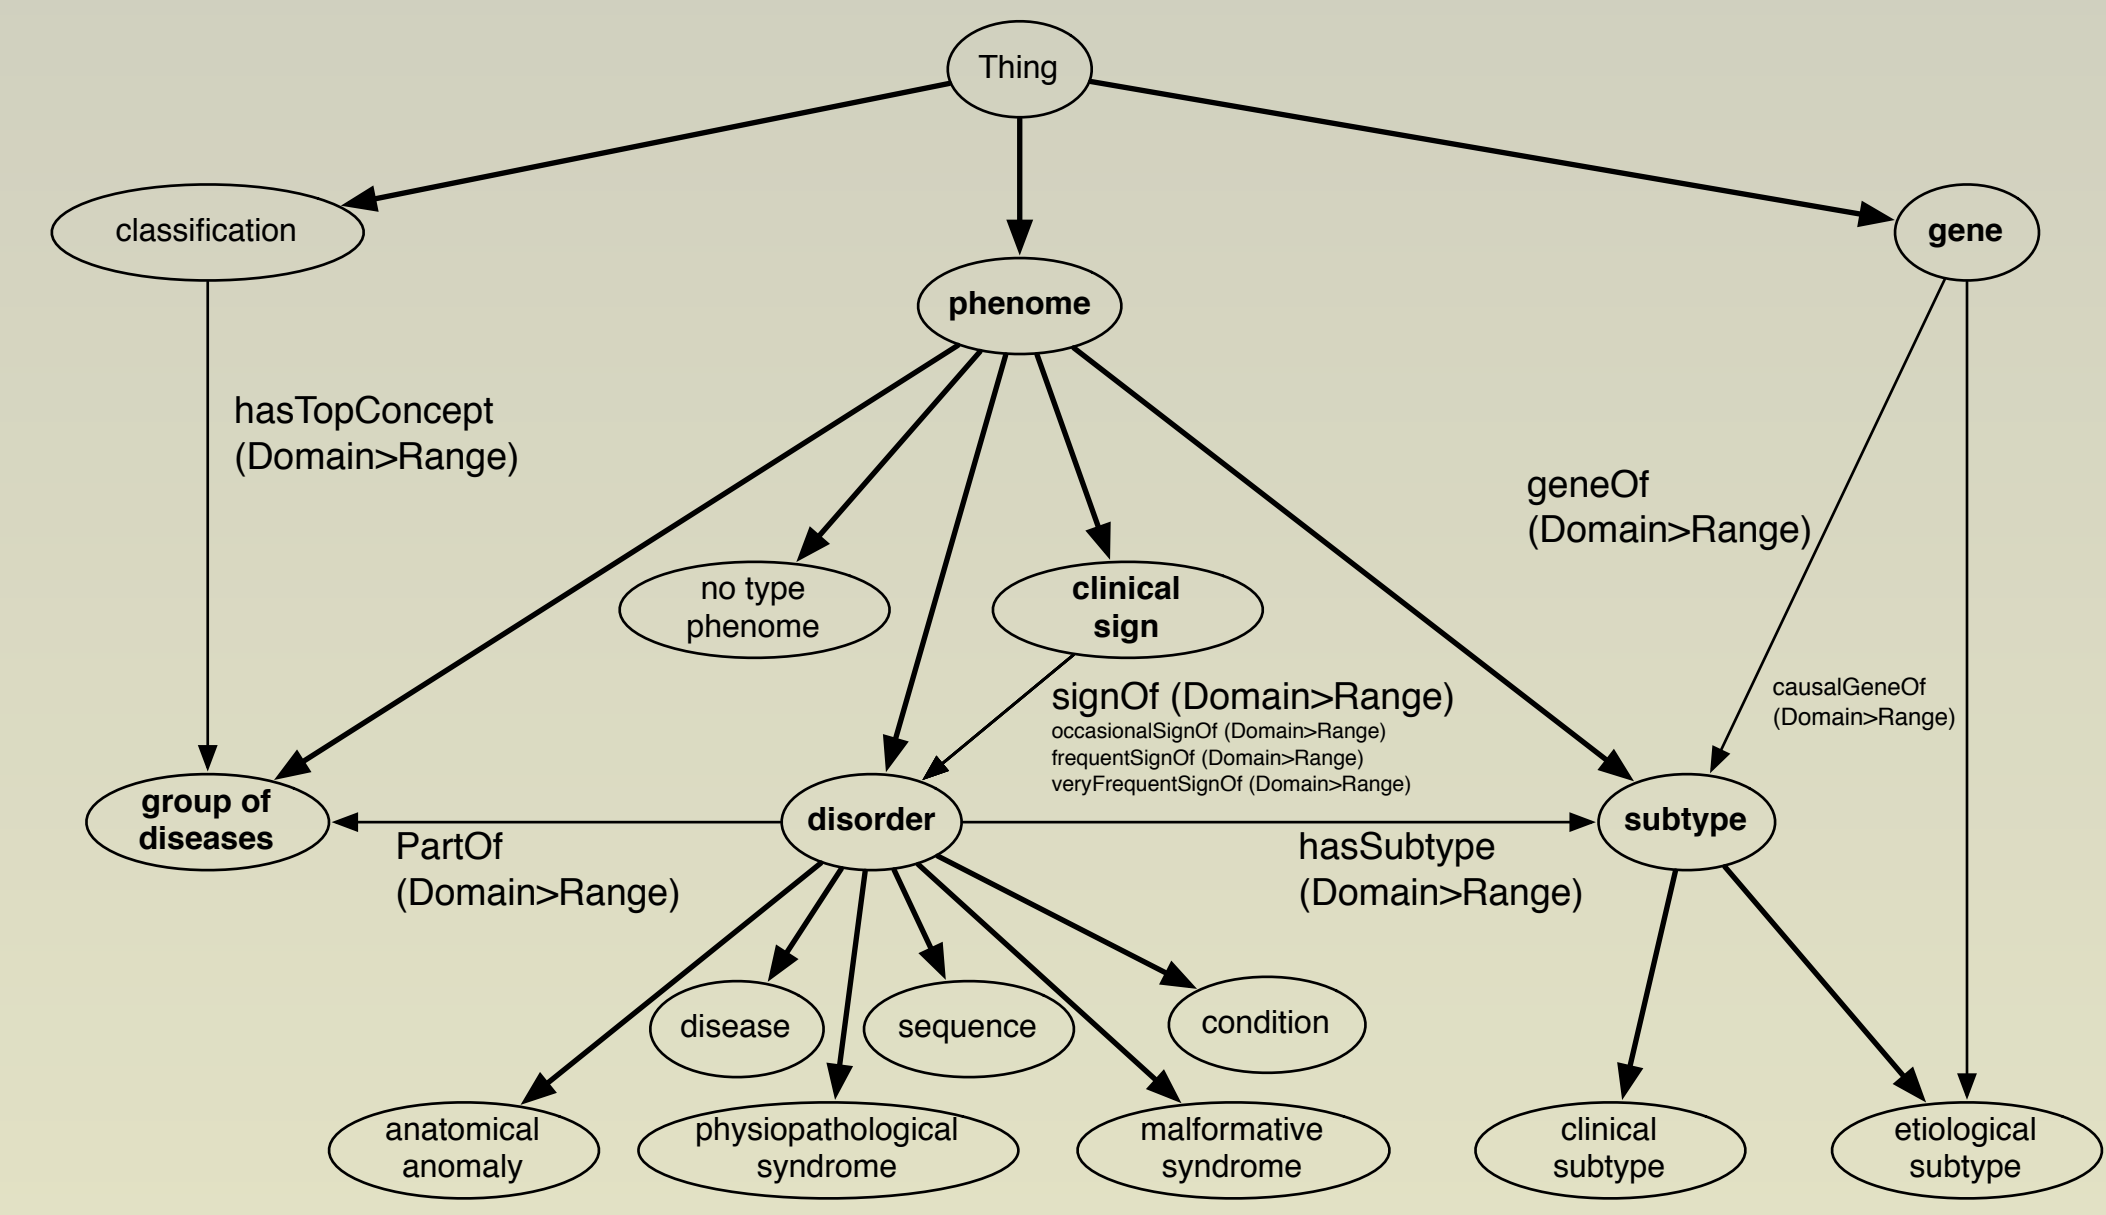 Thing
classification
gene
phenome
hasTopConcept
(Domain>Range)
geneOf
(Domain>Range)
no type
phenome
clinical
sign
causalGeneOf
(Domain>Range)
signOf (Domain>Range)
occasionalSignOf (Domain>Range)
frequentSignOf (Domain>Range)
veryFrequentSignOf (Domain>Range)
group of
diseases
disorder
subtype
PartOf
(Domain>Range)
hasSubtype
(Domain>Range)
disease
sequence
condition
anatomical
anomaly
physiopathological
syndrome
malformative
syndrome
clinical
subtype
etiological
subtype